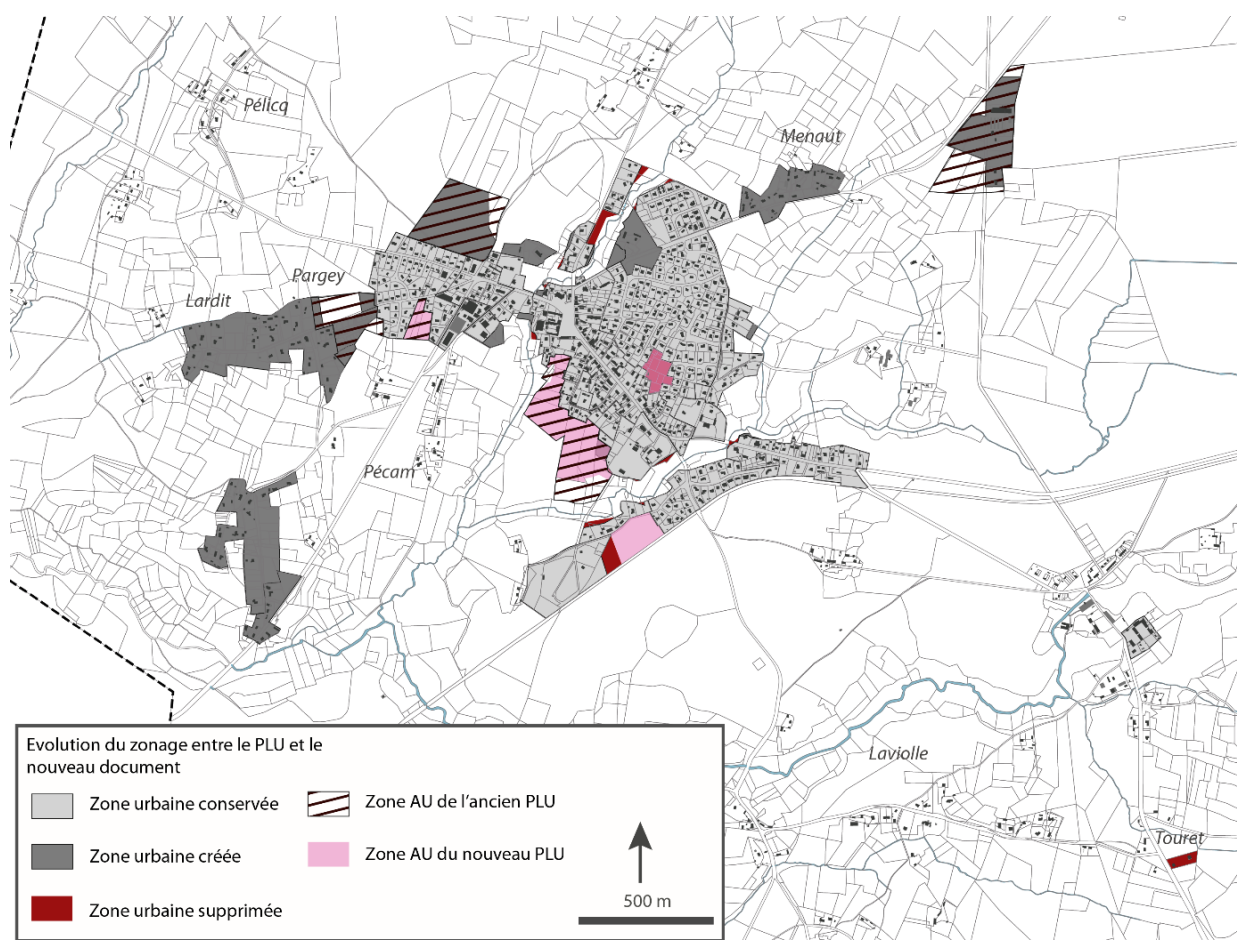 Pélicq
Menaut
Pargey
Lardit
Pécam
Laviolle
Touret
Evolution du zonage entre le PLU et le
nouveau document
Zone urbaine conservée
Zone AU de l'ancien PLU
Zone urbaine créée
Zone AU du nouveau PLU
Zone urbaine supprimée
500 m